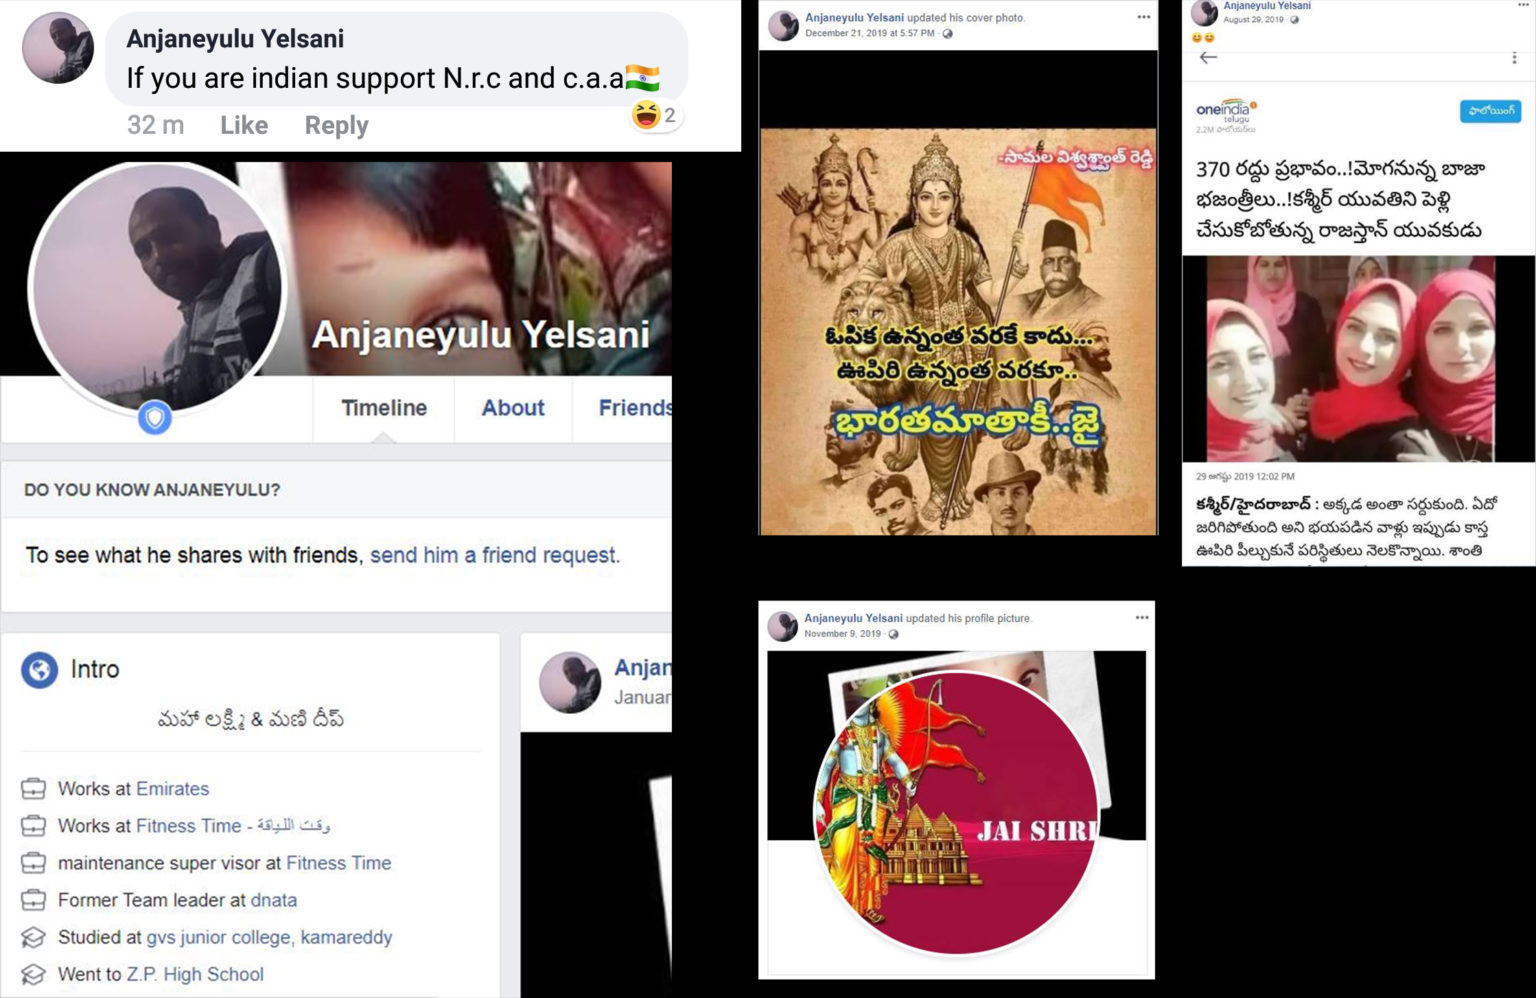 Anjaneyulu Yelsani
If you are indian support N.r.c and c.a.a🇮🇳
32 m Like Reply
2
Anjaneyulu Yelsani
Timeline About Friends
DO YOU KNOW ANJANEYULU?
To see what he shares with friends, send him a friend request.
Intro
మహా లక్ష్మి & మణి దీప్
Works at Emirates
Works at Fitness Time - وقت اللياقة
maintenance super visor at Fitness Time
Former Team leader at dnata
Studied at gvs junior college, kamareddy
Went to Z.P. High School
Anjan
Januar
Anjaneyulu Yelsani updated his cover photo.
December 21, 2019 at 5:57 PM ·
-సామల విశ్వశ్వాంత్ రెడ్డి
ఓపిక ఉన్నంత వరకే కాదు...
ఊపిరి ఉన్నంత వరకూ..
భారతమాతాకీ..జై
Anjaneyulu Yelsani updated his profile picture.
November 9, 2019 ·
JAI SHRI
Anjaneyulu Yelsani
August 29, 2019 ·
😊😊
oneindia
telugu
ఫాలోయింగ్
2.2M ఫాలోయర్‌లు
370 రద్దు ప్రభావం..!మోగనున్న బాజా
భజంత్రీలు..!కశ్మీర్ యువతిని పెళ్లి
చేసుకోబోతున్న రాజస్తాన్ యువకుడు
29 ఆగస్టు 2019 12:02 PM
కశ్మీర్/హైదరాబాద్ : అక్కడ అంతా సర్దుకుంది. ఏదో
జరిగిపోతుంది అని భయపడిన వాళ్లు ఇప్పుడు కాస్త
ఊపిరి పీల్చుకునే పరిస్థితులు నెలకొన్నాయి. శాంతి